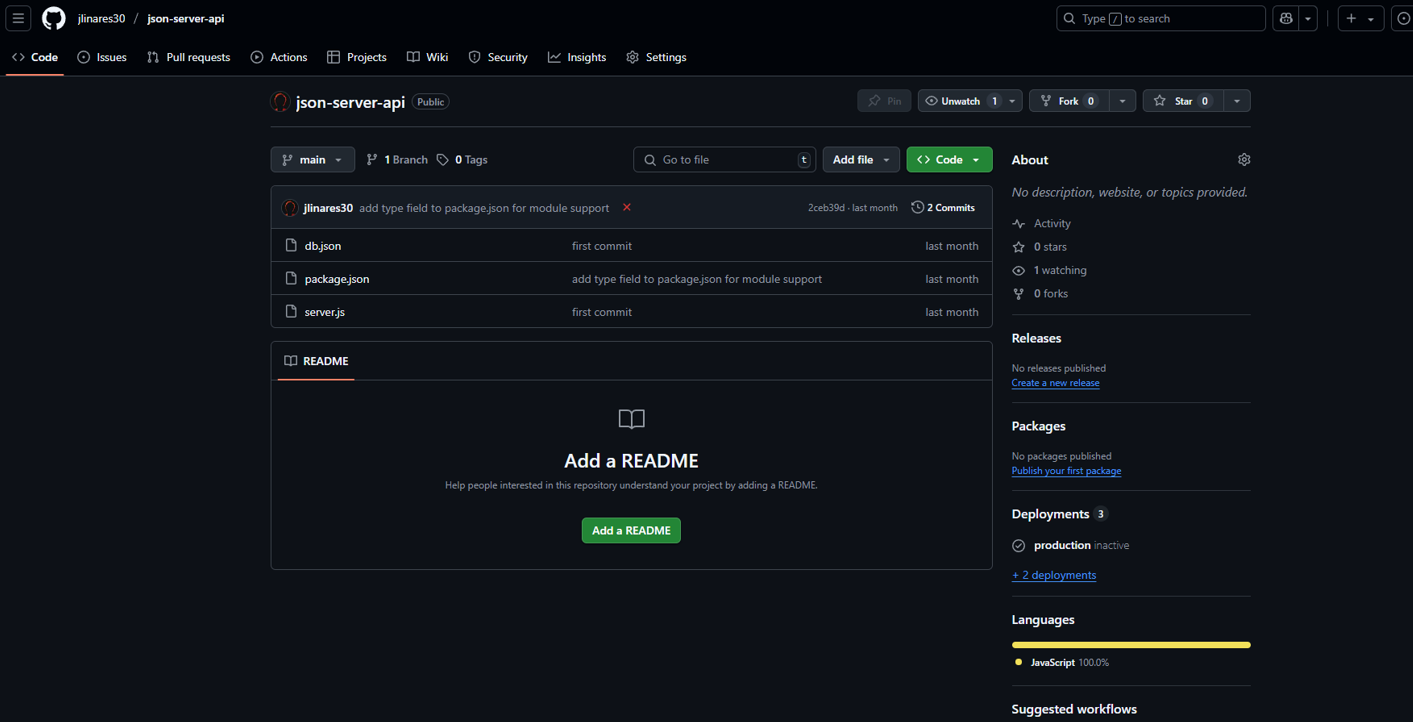 jlinares30 / json-server-api
Type / to search
Code Issues Pull requests Actions Projects Wiki Security Insights Settings
json-server-api Public
Pin Unwatch 1 Fork 0 Star 0
main 1 Branch 0 Tags Go to file t Add file Code
jlinares30 add type field to package.json for module support 2ceb39d · last month 2 Commits
db.json first commit last month
package.json add type field to package.json for module support last month
server.js first commit last month
README
Add a README
Help people interested in this repository understand your project by adding a README.
Add a README
About
No description, website, or topics provided.
Activity
0 stars
1 watching
0 forks
Releases
No releases published
Create a new release
Packages
No packages published
Publish your first package
Deployments 3
production inactive
+ 2 deployments
Languages
JavaScript 100.0%
Suggested workflows